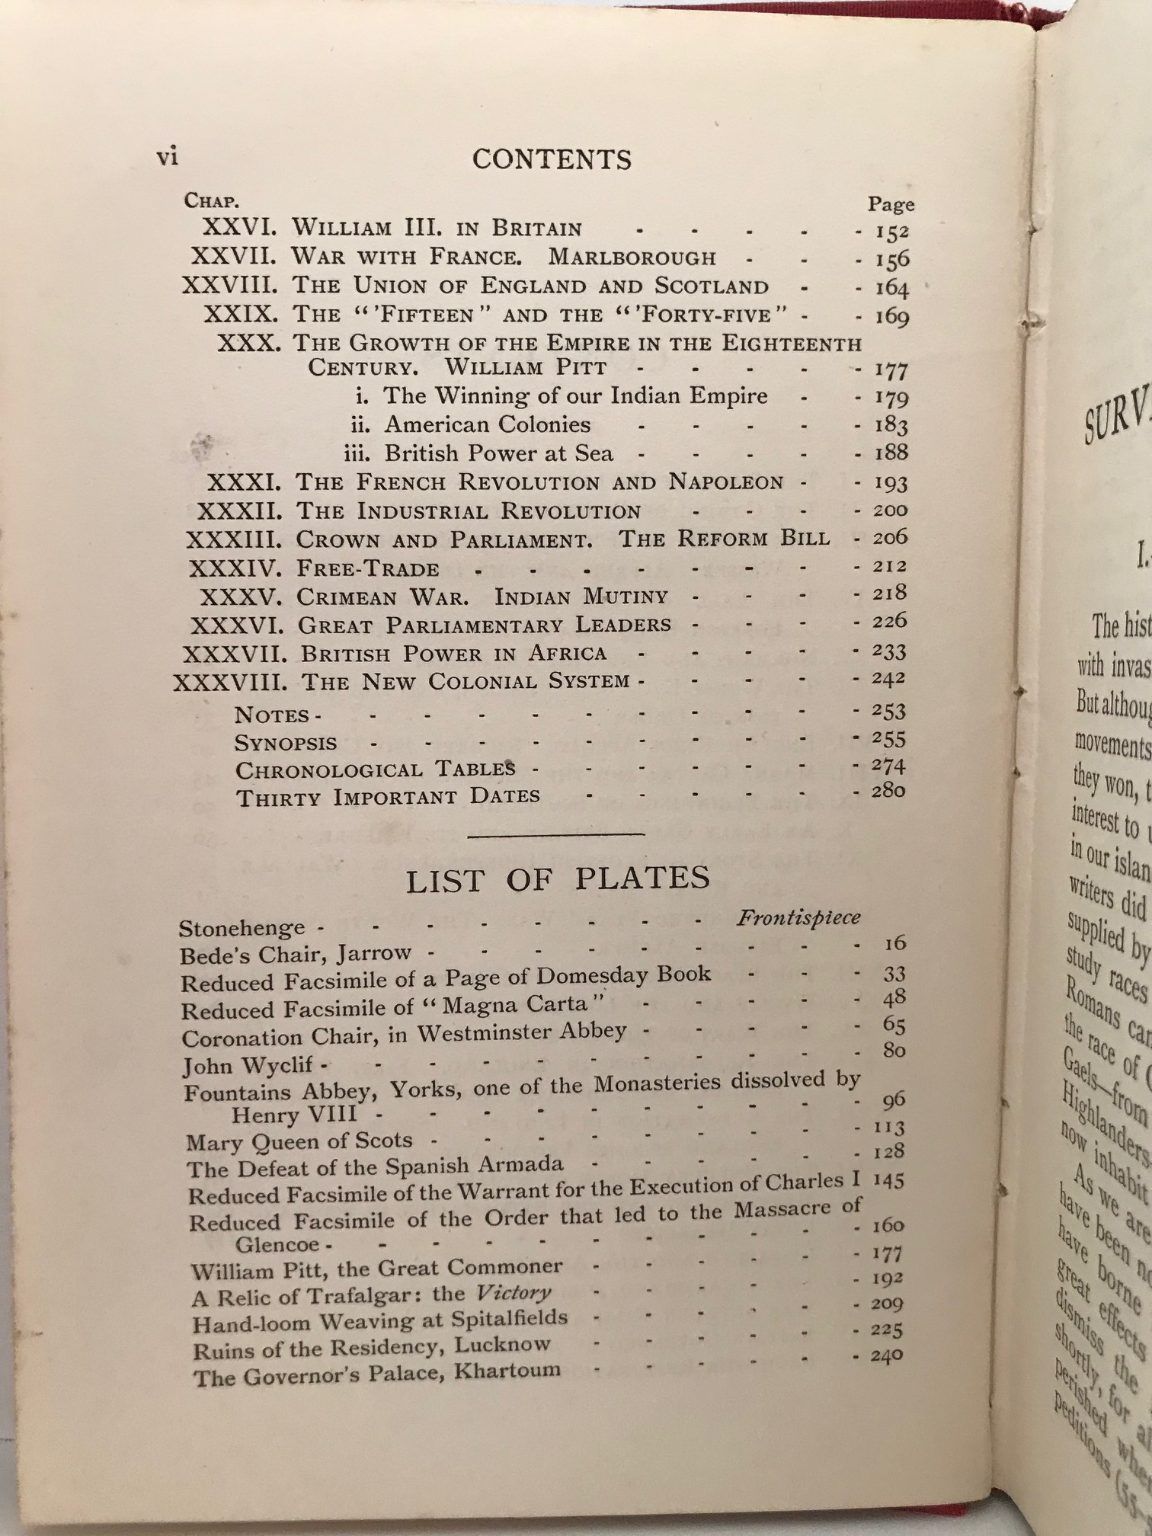 vi CONTENTS
CHAP. Page
XXVI. WILLIAM III. IN BRITAIN - - - - - 152
XXVII. WAR WITH FRANCE. MARLBOROUGH - - - 156
XXVIII. THE UNION OF ENGLAND AND SCOTLAND - - 164
XXIX. THE "'FIFTEEN" AND THE "'FORTY-FIVE" - - 169
XXX. THE GROWTH OF THE EMPIRE IN THE EIGHTEENTH
CENTURY. WILLIAM PITT - - - - - 177
i. The Winning of our Indian Empire - - 179
ii. American Colonies - - - - - 183
iii. British Power at Sea - - - - - 188
XXXI. THE FRENCH REVOLUTION AND NAPOLEON - - 193
XXXII. THE INDUSTRIAL REVOLUTION - - - - 200
XXXIII. CROWN AND PARLIAMENT. THE REFORM BILL - 206
XXXIV. FREE-TRADE - - - - - - - - 212
XXXV. CRIMEAN WAR. INDIAN MUTINY - - - - 218
XXXVI. GREAT PARLIAMENTARY LEADERS - - - - 226
XXXVII. BRITISH POWER IN AFRICA - - - - - 233
XXXVIII. THE NEW COLONIAL SYSTEM - - - - - 242
NOTES - - - - - - - - - - - 253
SYNOPSIS - - - - - - - - - - 255
CHRONOLOGICAL TABLES - - - - - - - 274
THIRTY IMPORTANT DATES - - - - - - 280
LIST OF PLATES
Stonehenge - - - - - - - - Frontispiece
Bede's Chair, Jarrow - - - - - - - - - 16
Reduced Facsimile of a Page of Domesday Book - - - 33
Reduced Facsimile of "Magna Carta" - - - - - 48
Coronation Chair, in Westminster Abbey - - - - - 65
John Wyclif - - - - - - - - - - - 80
Fountains Abbey, Yorks, one of the Monasteries dissolved by
Henry VIII - - - - - - - - - - 96
Mary Queen of Scots - - - - - - - - - 113
The Defeat of the Spanish Armada - - - - - - 128
Reduced Facsimile of the Warrant for the Execution of Charles I 145
Reduced Facsimile of the Order that led to the Massacre of
Glencoe - - - - - - - - - - - 160
William Pitt, the Great Commoner - - - - - - 177
A Relic of Trafalgar: the Victory - - - - - - 192
Hand-loom Weaving at Spitalfields - - - - - - 209
Ruins of the Residency, Lucknow - - - - - - 225
The Governor's Palace, Khartoum - - - - - - 240
I.
The hist
with invas
But althoug
movements
they won, t
interest to
in our islan
writers did
supplied by
study races
Romans can
the race of
Gaels—from
Highlanders
now inhabit
As we are
have been no
have borne
great effects
dismiss the
shortly, for al
perished when
peditions